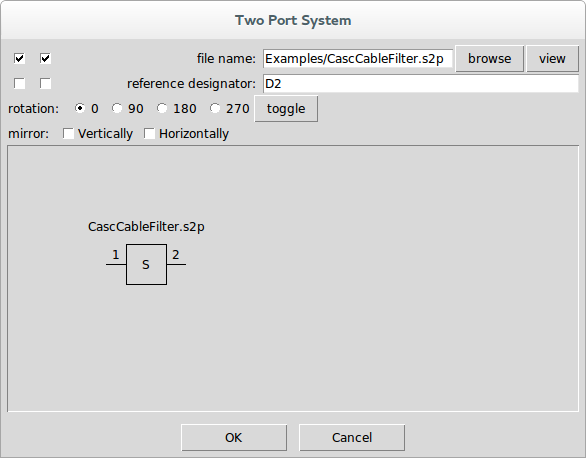 Two Port System
file name: Examples/CascCableFilter.s2p browse view
reference designator: D2
rotation: 0 90 180 270 toggle
mirror: Vertically Horizontally
CascCableFilter.s2p
1 S 2
OK Cancel